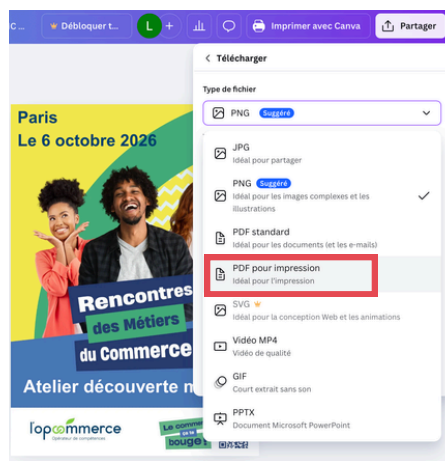 C...
Débloquer t...
L
+
Imprimer avec Canva
Partager
Télécharger
Type de fichier
PNG Suggéré
JPG
Idéal pour partager
PNG Suggéré
Idéal pour les images complexes et les
illustrations
PDF standard
Idéal pour les documents (et les e-mails)
PDF pour impression
Idéal pour l'impression
SVG
Idéal pour la conception Web et les animations
Vidéo MP4
Vidéo de qualité
GIF
Court extrait sans son
PPTX
Document Microsoft PowerPoint
Paris
Le 6 octobre 2026
Rencontres
des Métiers
du Commerce
Atelier découverte
l'opcommerce
Opérateur de compétences
Le comm
bouge